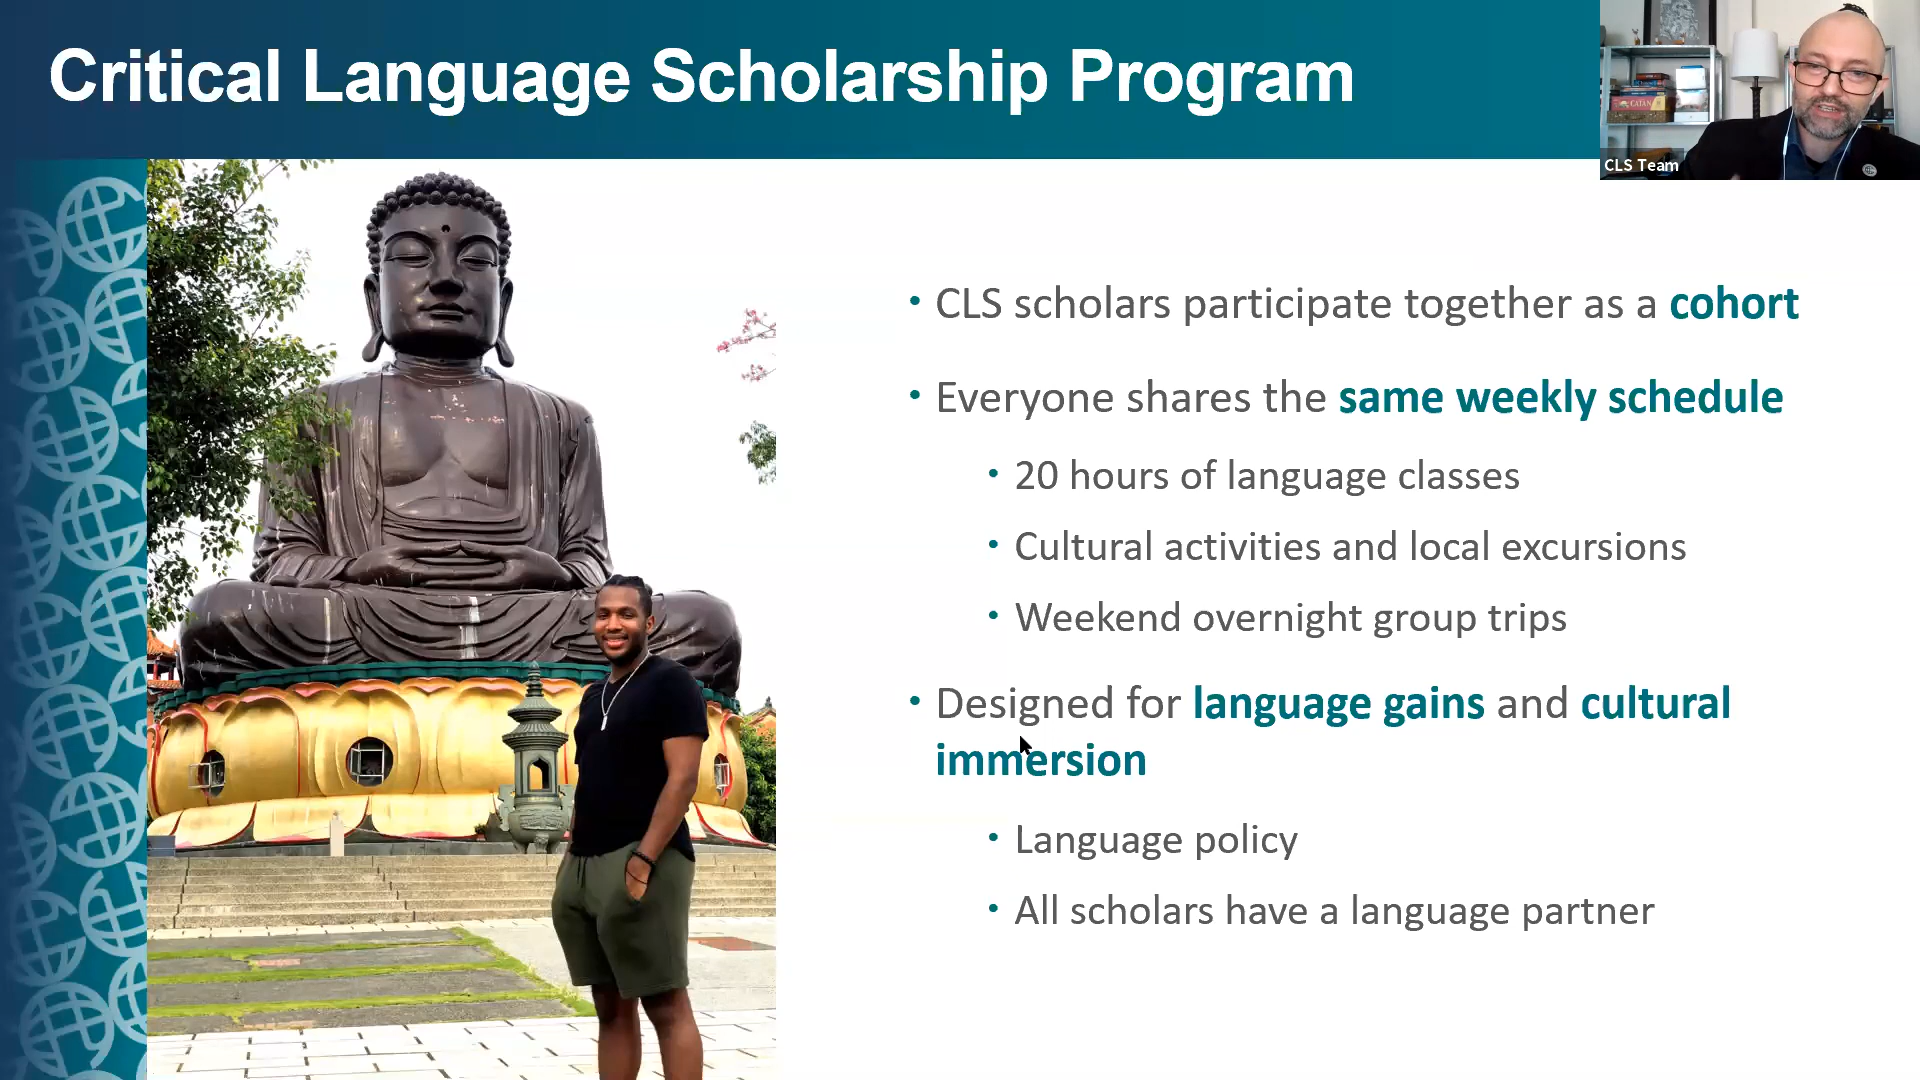 Critical Language Scholarship Program
CATAN
CLS Team
• CLS scholars participate together as a cohort
• Everyone shares the same weekly schedule
• 20 hours of language classes
• Cultural activities and local excursions
• Weekend overnight group trips
• Designed for language gains and cultural
immersion
• Language policy
• All scholars have a language partner